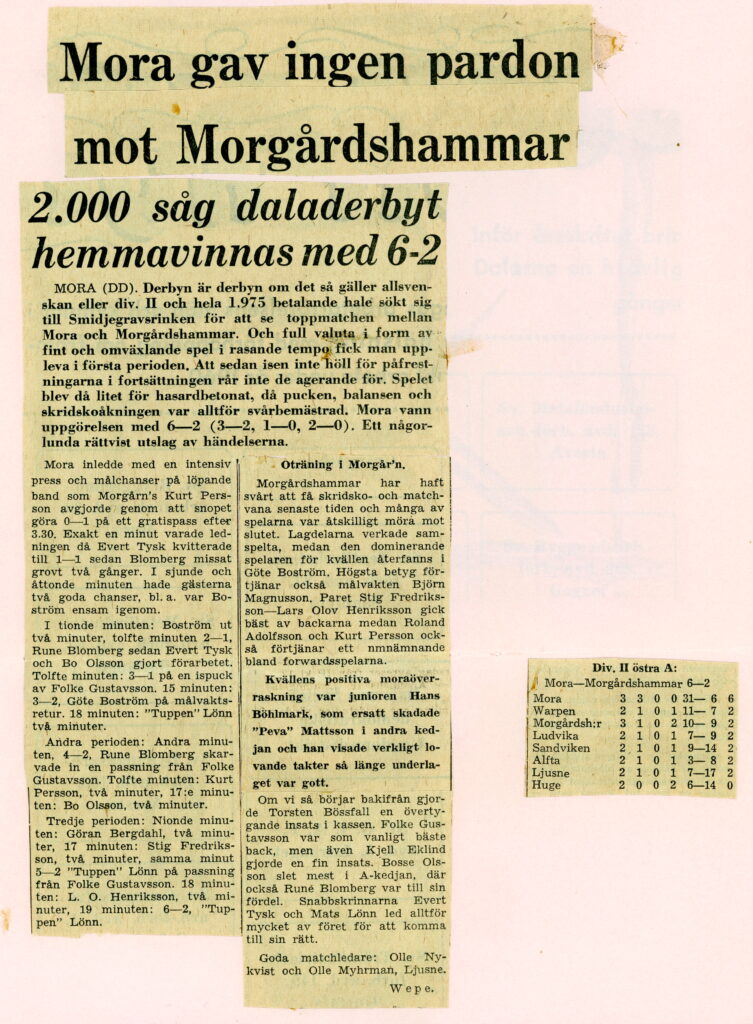 Mora gav ingen pardon
mot Morgårdshammar
2.000 såg daladerbyt
hemmavinnas med 6-2
MORA (DD). Derbyn är derbyn om det så gäller allsven-
skan eller div. II och hela 1.975 betalande hale sökt sig
till Smidjegravsrinken för att se toppmatchen mellan
Mora och Morgårdshammar. Och full valuta i form av
fint och omväxlande spel i rasande tempo fick man upp-
leva i första perioden. Att sedan isen inte höll för påfrest-
ningarna i fortsättningen rår inte de agerande för. Spelet
blev då litet för hasardbetonat, då pucken, balansen och
skridskoåkningen var alltför svårbemästrad. Mora vann
uppgörelsen med 6—2 (3—2, 1—0, 2—0). Ett någor-
lunda rättvist utslag av händelserna.
Mora inledde med en intensiv
press och målchanser på löpande
band som Morgårn's Kurt Pers-
son avgjorde genom att snopet
göra 0—1 på ett gratispass efter
3.30. Exakt en minut varade led-
ningen då Evert Tysk kvitterade
till 1—1 sedan Blomberg missat
grovt två gånger. I sjunde och
åttonde minuten hade gästerna
två goda chanser, bl. a. var Bo-
ström ensam igenom.
I tionde minuten: Boström ut
två minuter, tolfte minuten 2—1,
Rune Blomberg sedan Evert Tysk
och Bo Olsson gjort förarbetet.
Tolfte minuten: 3—1 på en ispuck
av Folke Gustavsson. 15 minuter:
3—2, Göte Boström på målvakts-
retur. 18 minuter: "Tuppen" Lönn
två minuter.
Andra perioden: Andra minu-
ten, 4—2, Rune Blomberg skar-
vade in en passning från Folke
Gustavsson. Tolfte minuten: Kurt
Persson, två minuter, 17:e minu-
ten: Bo Olsson, två minuter.
Tredje perioden: Nionde minu-
ten: Göran Bergdahl, två minu-
ter, 17 minuter: Stig Fredriks-
son, två minuter, samma minut
5—2 "Tuppen" Lönn på passning
från Folke Gustavsson. 18 minu-
ten: L. O. Henriksson, två mi-
nuter, 19 minuter: 6—2, "Tup-
pen" Lönn.
Oträning i Morgår'n.
Morgårdshammar har haft
svårt att få skridsko- och match-
vana senaste tiden och många av
spelarna var åtskilligt möra mot
slutet. Lagdelarna verkade sam-
spelta, medan den dominerande
spelaren för kvällen återfanns i
Göte Boström. Högsta betyg för-
tjänar också målvakten Björn
Magnusson. Paret Stig Fredriks-
son—Lars Olov Henriksson gick
bäst av backarna medan Roland
Adolfsson och Kurt Persson ock-
så förtjänar ett nmnämnande
bland forwardsspelarna.
Kvällens positiva moraöver-
raskning var junioren Hans
Böhlmark, som ersatt skadade
"Peva" Mattsson i andra ked-
jan och han visade verkligt lo-
vande takter så länge underla-
get var gott.
Om vi så börjar bakifrån gjor-
de Torsten Bössfall en överty-
gande insats i kassen. Folke Gus-
tavsson var som vanligt bäste
back, men även Kjell Eklind
gjorde en fin insats. Bosse Ols-
son slet mest i A-kedjan, där
också Rune Blomberg var till sin
fördel. Snabbskrinnarna Evert
Tysk och Mats Lönn led alltför
mycket av föret för att komma
till sin rätt.
Goda matchledare: Olle Ny-
kvist och Olle Myhrman, Ljusne.
Wepe.
Div. II östra A:
Mora—Morgårdshammar 6—2
Mora 3 3 0 0 31— 6 6
Warpen 2 1 0 1 11— 7 2
Morgårdsh:r 3 1 0 2 10— 9 2
Ludvika 2 1 0 1 7— 9 2
Sandviken 2 1 0 1 9—14 2
Alfta 2 1 0 1 3— 8 2
Ljusne 2 1 0 1 7—17 2
Huge 2 0 0 2 6—14 0